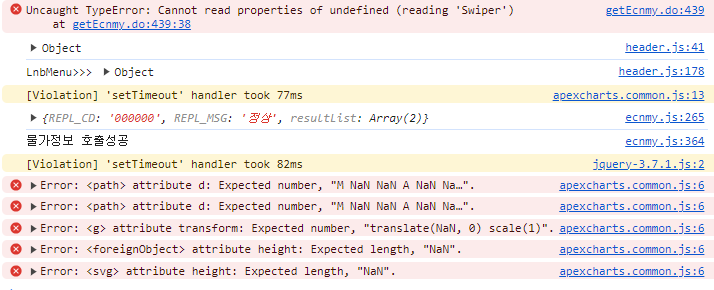 Uncaught TypeError: Cannot read properties of undefined (reading 'Swiper') getEcnmy.do:439
at getEcnmy.do:439:38
▶ Object header.js:41
LnbMenu>>> ▶ Object header.js:178
[Violation] 'setTimeout' handler took 77ms apexcharts.common.js:13
▶ {REPL_CD: '000000', REPL_MSG: '정상', resultList: Array(2)} ecnmy.js:265
물가정보 호출성공 ecnmy.js:364
[Violation] 'setTimeout' handler took 82ms jquery-3.7.1.js:2
▶ Error: <path> attribute d: Expected number, "M NaN NaN A NaN Na…". apexcharts.common.js:6
▶ Error: <path> attribute d: Expected number, "M NaN NaN A NaN Na…". apexcharts.common.js:6
▶ Error: <g> attribute transform: Expected number, "translate(NaN, 0) scale(1)". apexcharts.common.js:6
▶ Error: <foreignObject> attribute height: Expected length, "NaN". apexcharts.common.js:6
▶ Error: <svg> attribute height: Expected length, "NaN". apexcharts.common.js:6